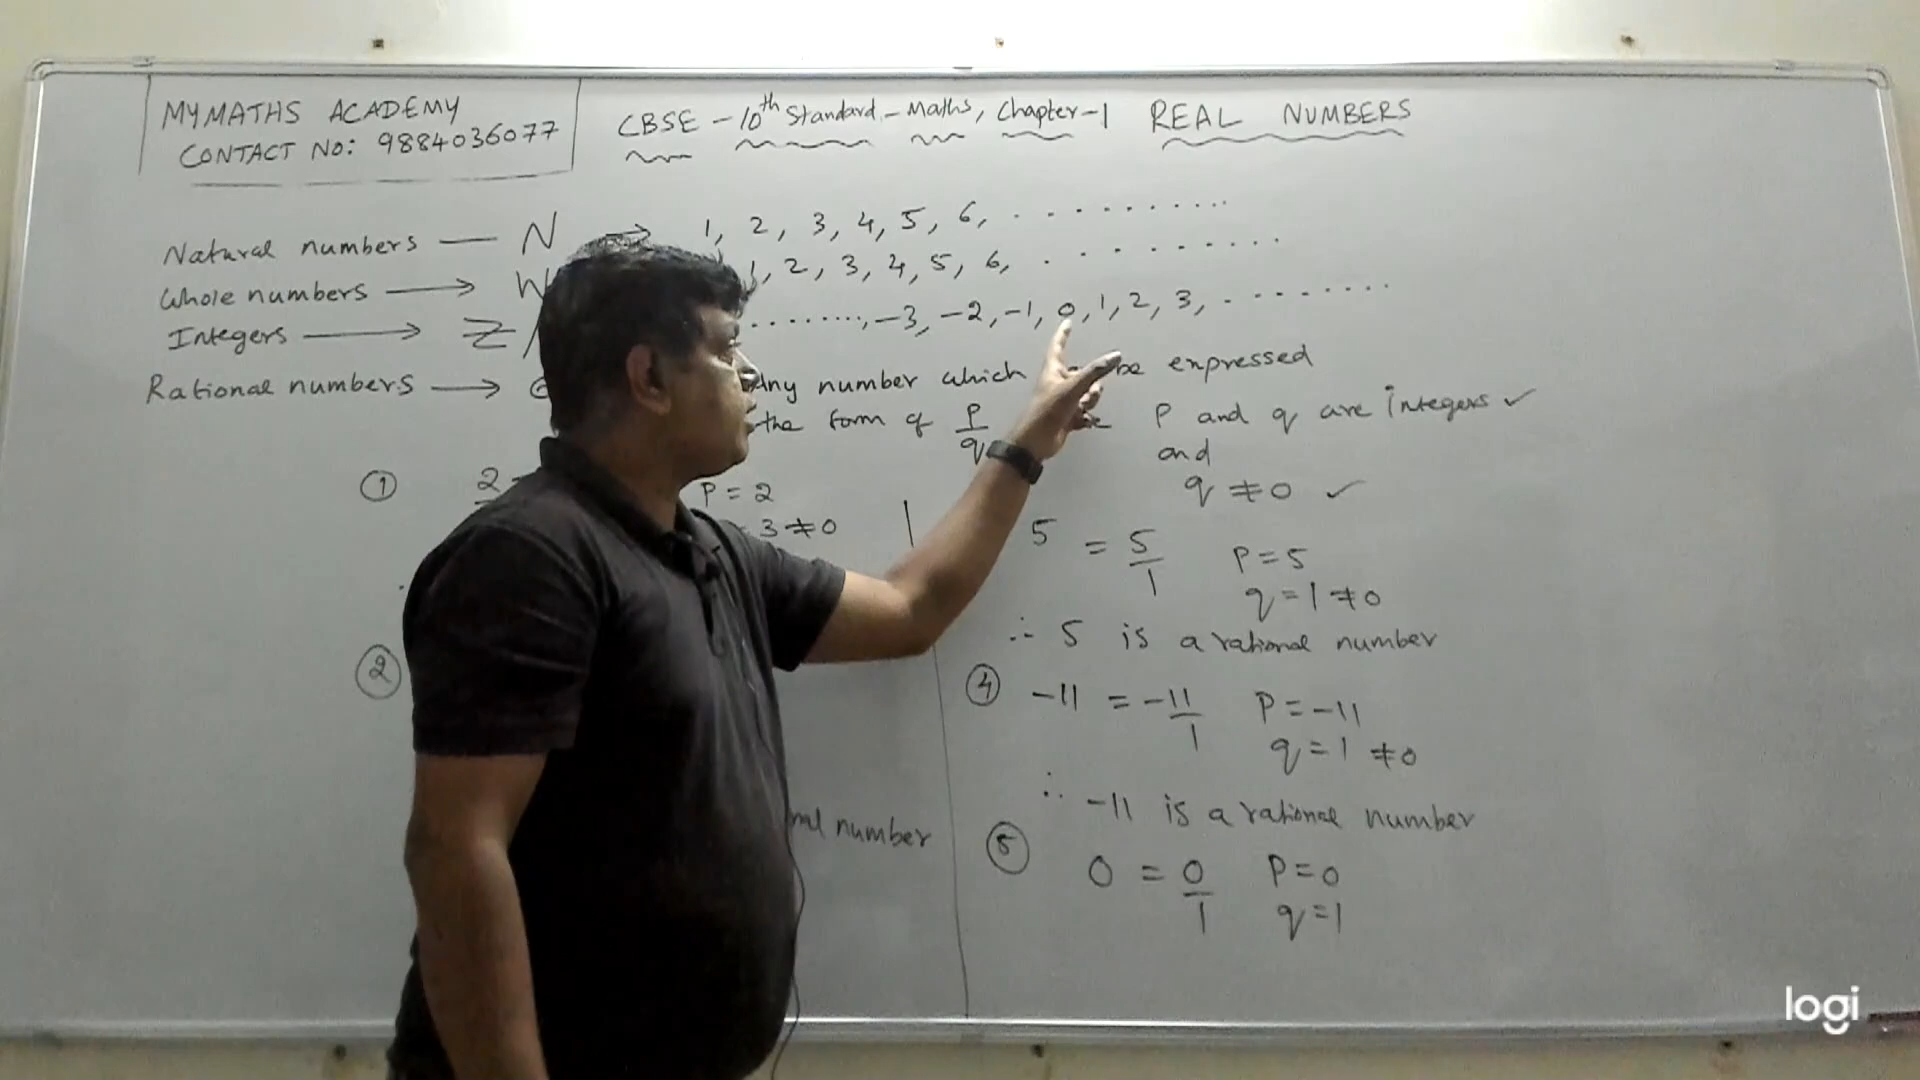 MYMATHS ACADEMY
CONTACT NO: 9884036077
CBSE - 10th Standard - Maths, Chapter-1 REAL NUMBERS
Natural numbers — N → 1, 2, 3, 4, 5, 6, ...........
Whole numbers → W 1, 2, 3, 4, 5, 6, .........
Integers → Z / ........, -3, -2, -1, 0, 1, 2, 3, .........
Rational numbers → Any number which be expressed
the form of p/q P and q are integers ✓
and
q ≠ 0 ✓
① 2 P = 2
3 ≠ 0
②
nal number
5 = 5/1 P = 5
q = 1 ≠ 0
∴ 5 is a rational number
④ -11 = -11/1 P = -11
q = 1 ≠ 0
∴ -11 is a rational number
⑤ 0 = 0/1 P = 0
q = 1
logi